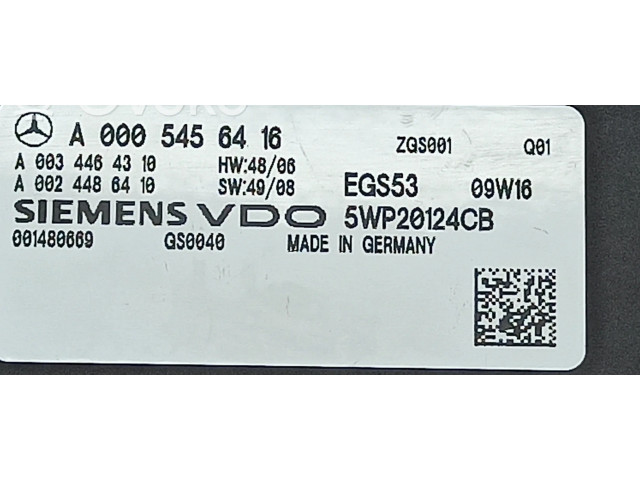 A 000 545 64 16 ZGS001 Q01
A 003 446 43 10 HW:48/06
A 002 448 64 10 SW:49/08 EGS53 09W16
SIEMENS VDO 5WP20124CB
001480669 GS0040 MADE IN GERMANY